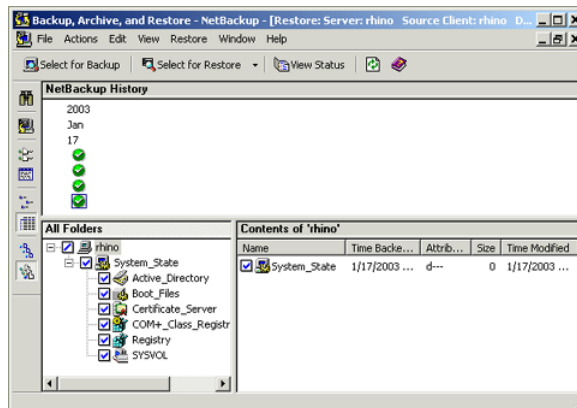 Backup, Archive, and Restore - NetBackup - [Restore: Server: rhino Source Client: rhino D...
File Actions Edit View Restore Window Help
Select for Backup Select for Restore View Status
NetBackup History
2003
Jan
17
All Folders
rhino
System_State
Active_Directory
Boot_Files
Certificate_Server
COM+_Class_Registr
Registry
SYSVOL
Contents of 'rhino'
Name Time Backe... Attrib... Size Time Modified
System_State 1/17/2003 ... d--- 0 1/17/2003 ...